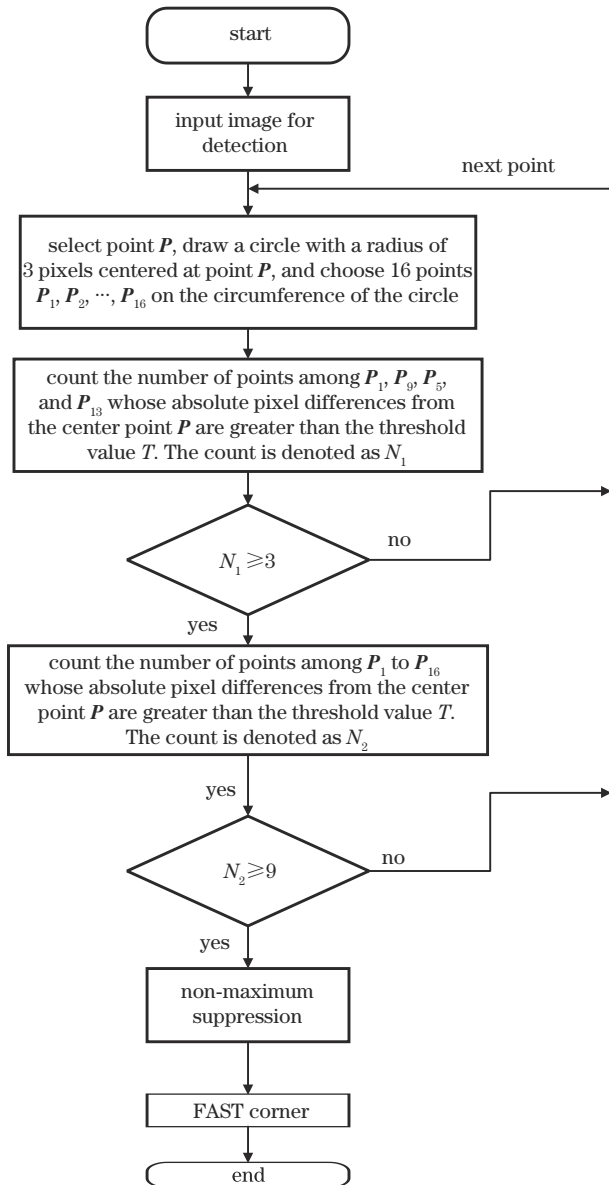 start
input image for
detection
next point
select point P, draw a circle with a radius of
3 pixels centered at point P, and choose 16 points
P₁, P₂, ···, P₁₆ on the circumference of the circle
count the number of points among P₁, P₉, P₅,
and P₁₃ whose absolute pixel differences from
the center point P are greater than the threshold
value T. The count is denoted as N₁
N₁⩾3
no
yes
count the number of points among P₁ to P₁₆
whose absolute pixel differences from the center
point P are greater than the threshold value T.
The count is denoted as N₂
yes
N₂⩾9
no
yes
non-maximum
suppression
FAST corner
end